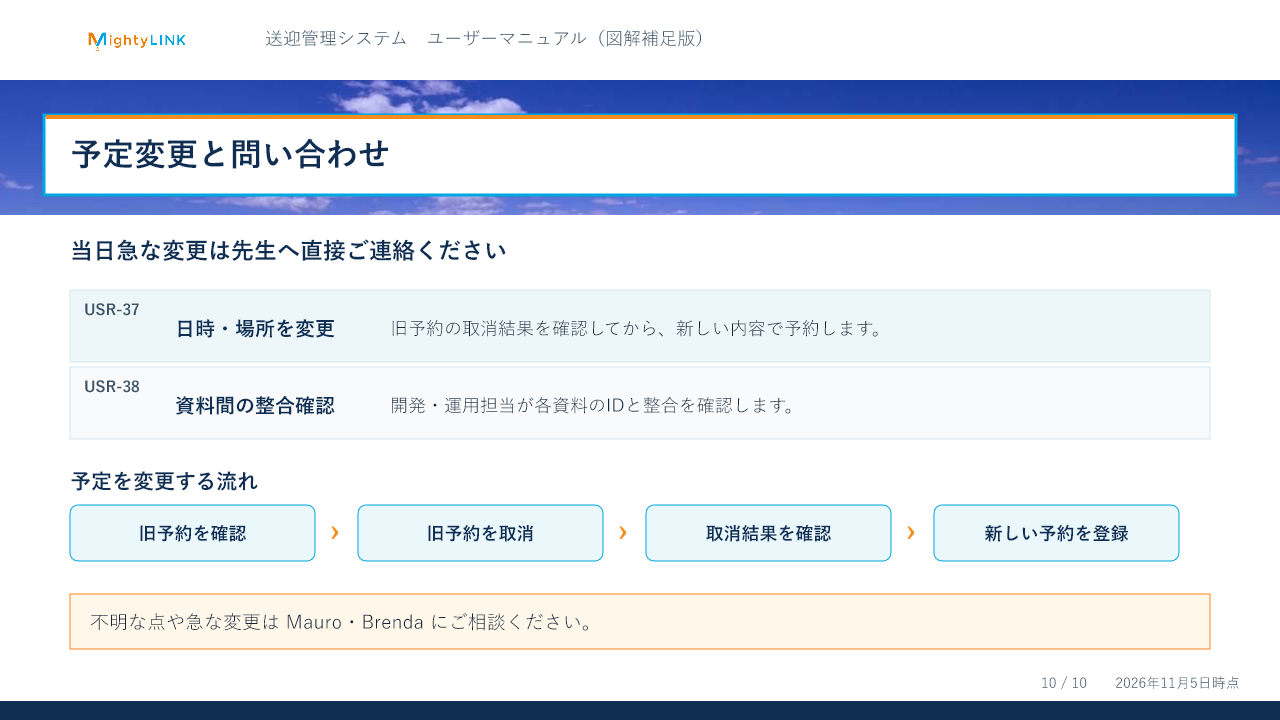 MightyLINK
送迎管理システム　ユーザーマニュアル（図解補足版）
予定変更と問い合わせ
当日急な変更は先生へ直接ご連絡ください
USR-37
日時・場所を変更
旧予約の取消結果を確認してから、新しい内容で予約します。
USR-38
資料間の整合確認
開発・運用担当が各資料のIDと整合を確認します。
予定を変更する流れ
旧予約を確認 › 旧予約を取消 › 取消結果を確認 › 新しい予約を登録
不明な点や急な変更は Mauro・Brenda にご相談ください。
10 / 10　2026年11月5日時点